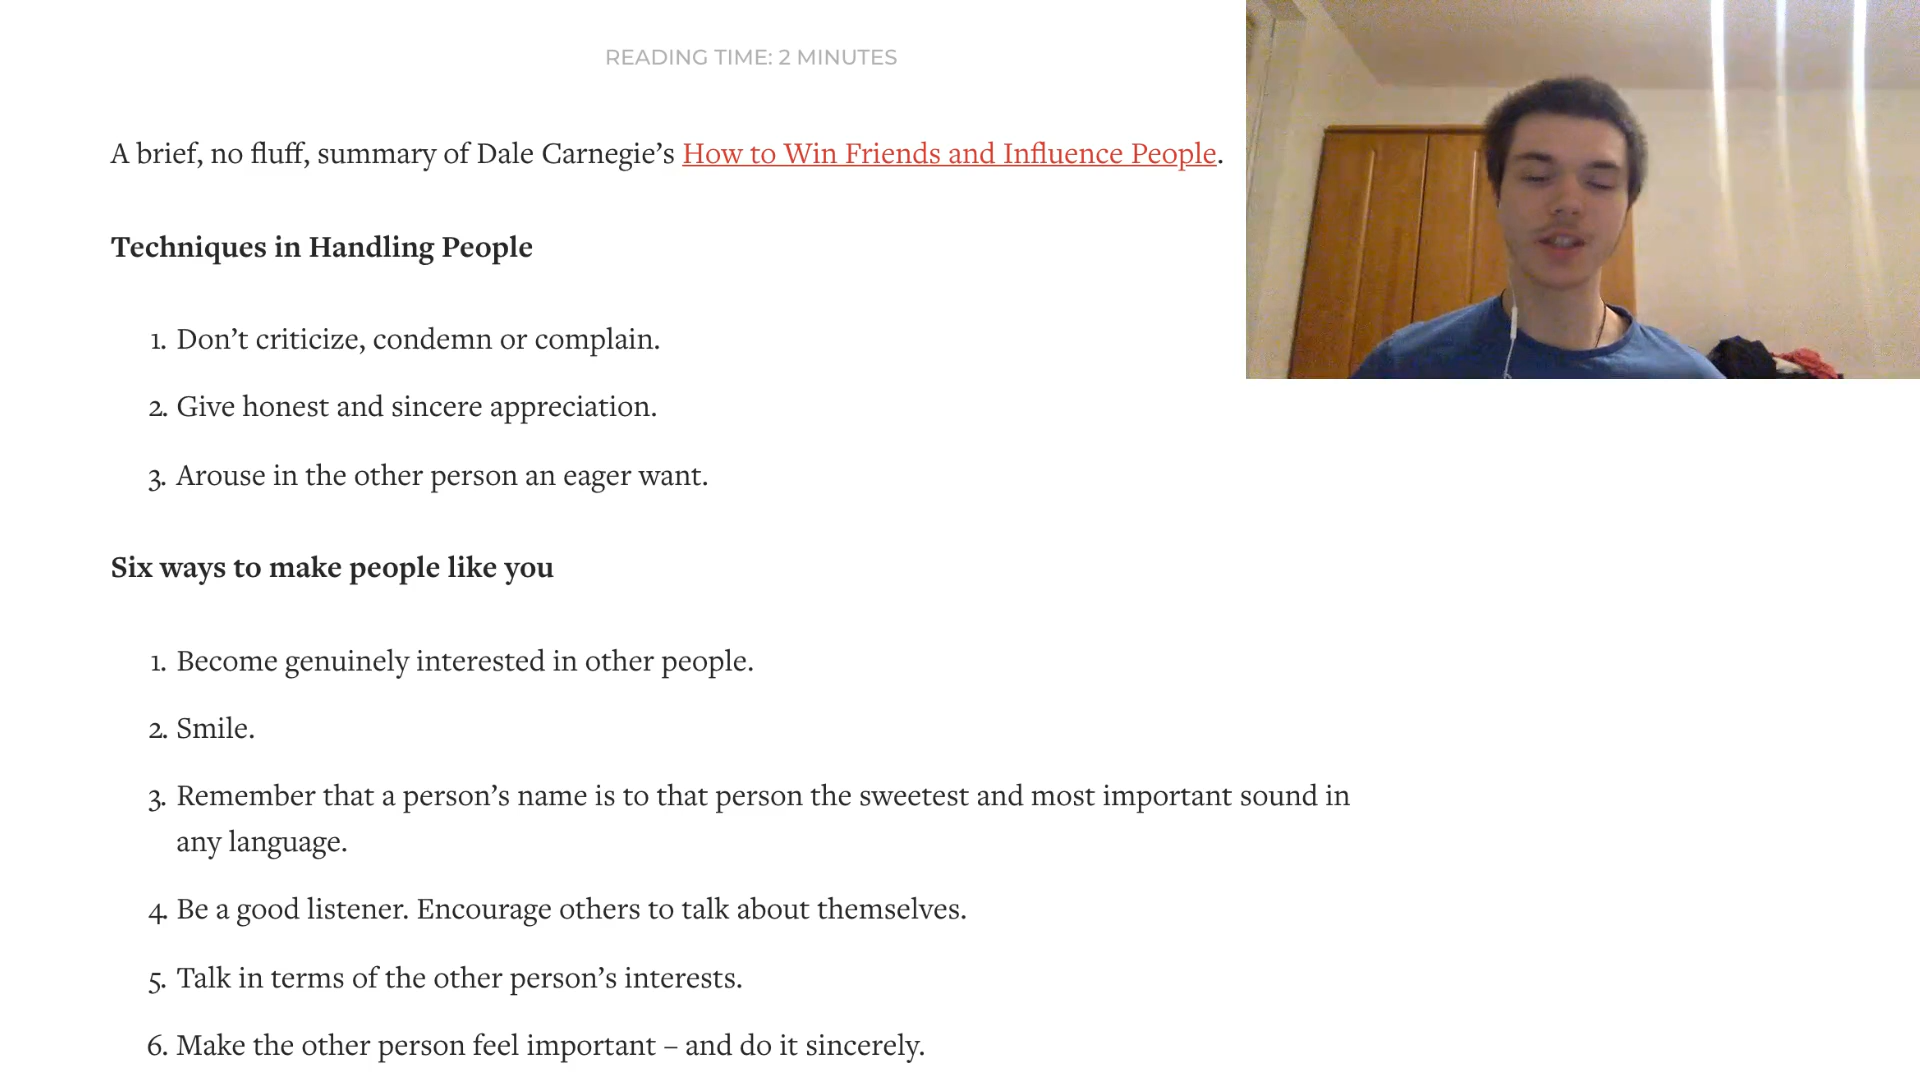 READING TIME: 2 MINUTES
A brief, no fluff, summary of Dale Carnegie’s How to Win Friends and Influence People.
Techniques in Handling People
1. Don’t criticize, condemn or complain.
2. Give honest and sincere appreciation.
3. Arouse in the other person an eager want.
Six ways to make people like you
1. Become genuinely interested in other people.
2. Smile.
3. Remember that a person’s name is to that person the sweetest and most important sound in
any language.
4. Be a good listener. Encourage others to talk about themselves.
5. Talk in terms of the other person’s interests.
6. Make the other person feel important – and do it sincerely.